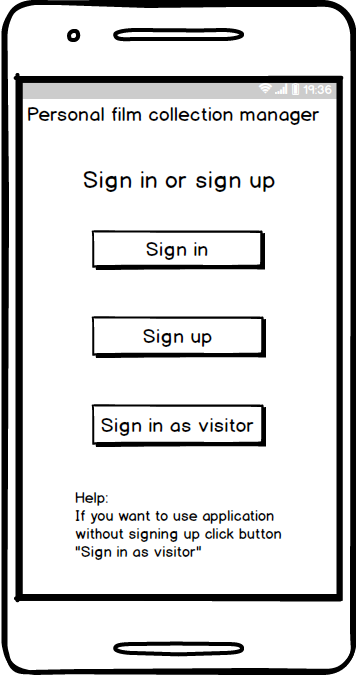 19:36
Personal film collection manager
Sign in or sign up
Sign in
Sign up
Sign in as visitor
Help:
If you want to use application
without signing up click button
"Sign in as visitor"